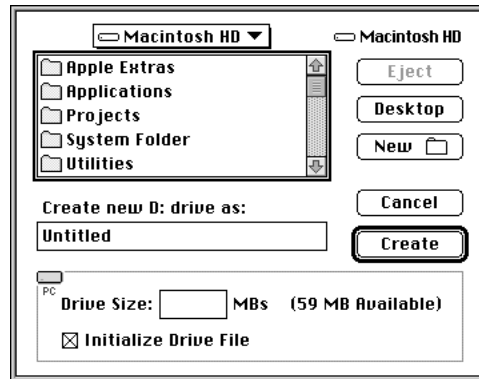 Macintosh HD
Macintosh HD
Apple Extras
Applications
Projects
System Folder
Utilities
Eject
Desktop
New
Create new D: drive as:
Untitled
Cancel
Create
PC
Drive Size: MBs (59 MB Available)
Initialize Drive File